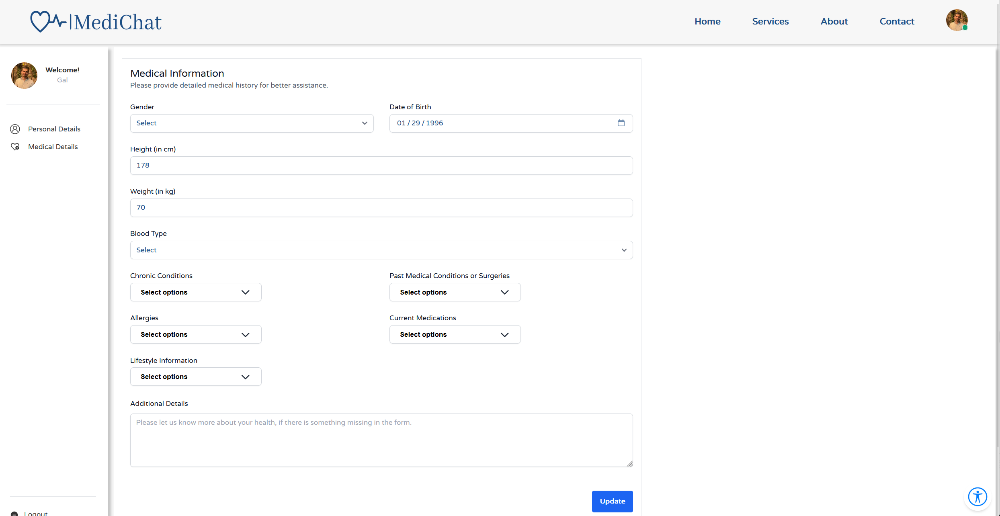 MediChat
Home Services About Contact
Welcome!
Gal
Personal Details
Medical Details
Logout
Medical Information
Please provide detailed medical history for better assistance.
Gender Date of Birth
Select 01 / 29 / 1996
Height (in cm)
178
Weight (in kg)
70
Blood Type
Select
Chronic Conditions Past Medical Conditions or Surgeries
Select options Select options
Allergies Current Medications
Select options Select options
Lifestyle Information
Select options
Additional Details
Please let us know more about your health, if there is something missing in the form.
Update